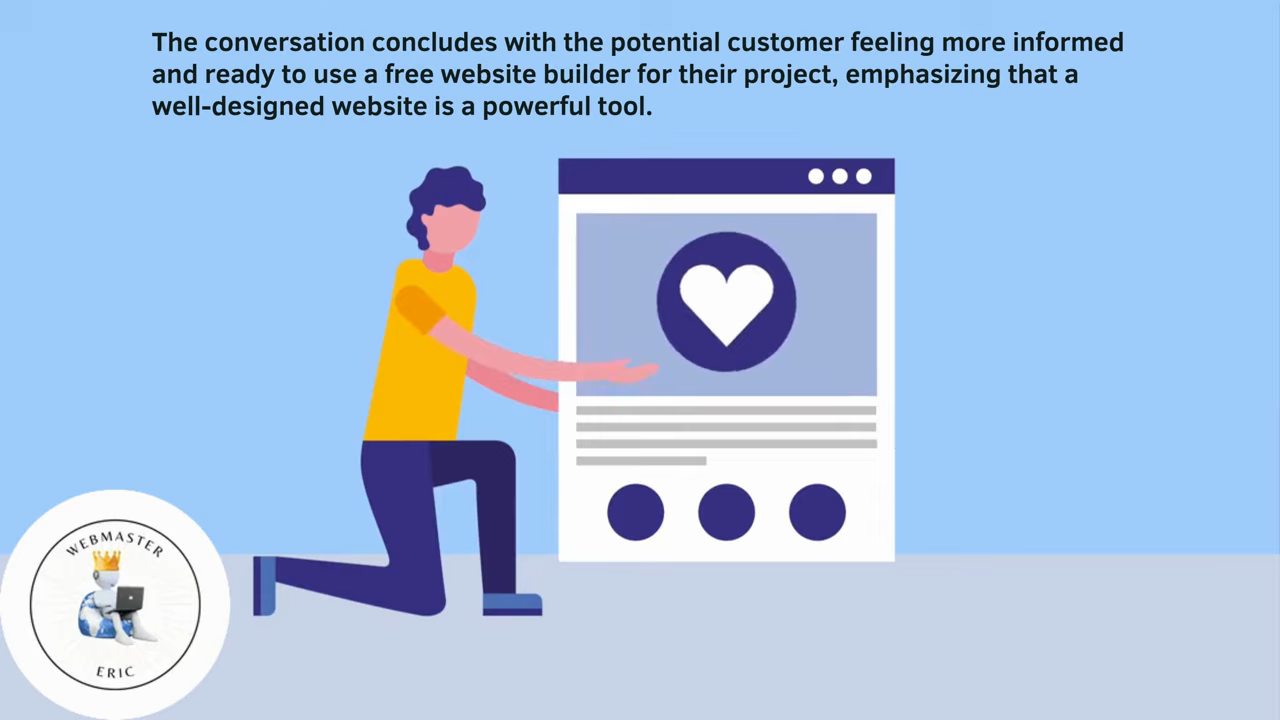 The conversation concludes with the potential customer feeling more informed
and ready to use a free website builder for their project, emphasizing that a
well-designed website is a powerful tool.
WEBMASTER
ERIC